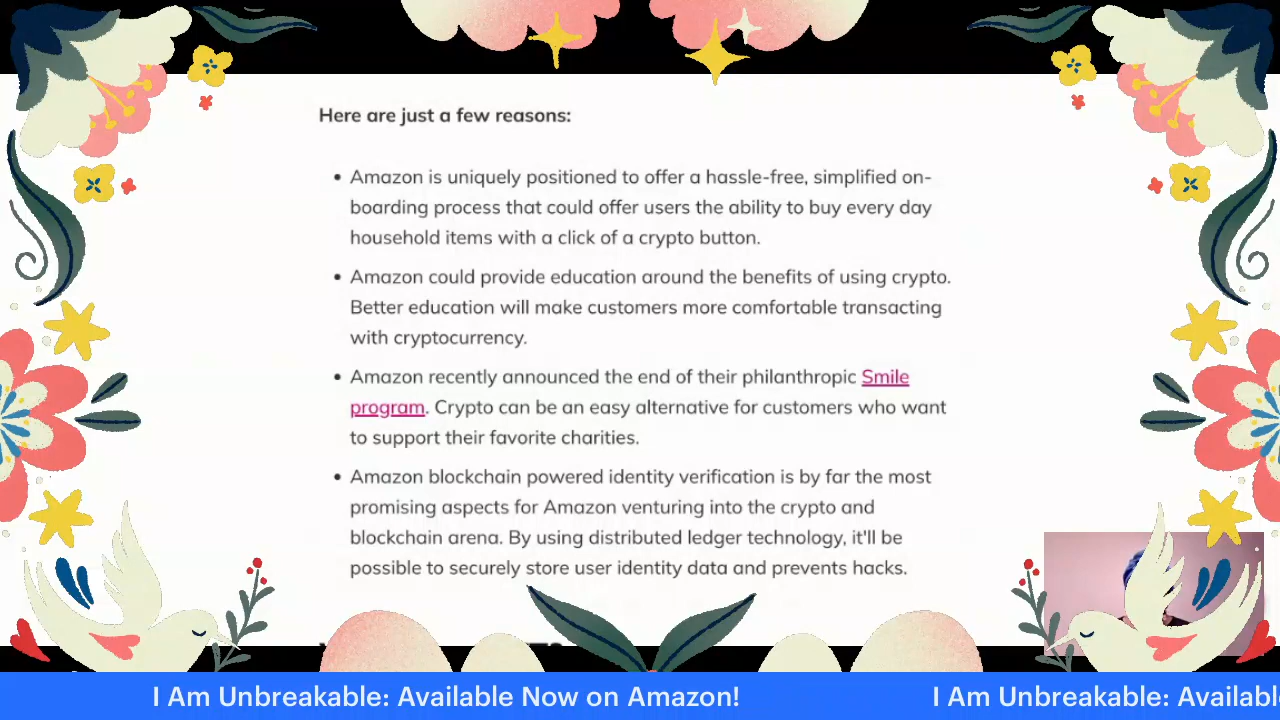 Here are just a few reasons:
• Amazon is uniquely positioned to offer a hassle-free, simplified on-
boarding process that could offer users the ability to buy every day
household items with a click of a crypto button.
• Amazon could provide education around the benefits of using crypto.
Better education will make customers more comfortable transacting
with cryptocurrency.
• Amazon recently announced the end of their philanthropic Smile
program. Crypto can be an easy alternative for customers who want
to support their favorite charities.
• Amazon blockchain powered identity verification is by far the most
promising aspects for Amazon venturing into the crypto and
blockchain arena. By using distributed ledger technology, it'll be
possible to securely store user identity data and prevents hacks.
I Am Unbreakable: Available Now on Amazon! I Am Unbreakable: Availabl